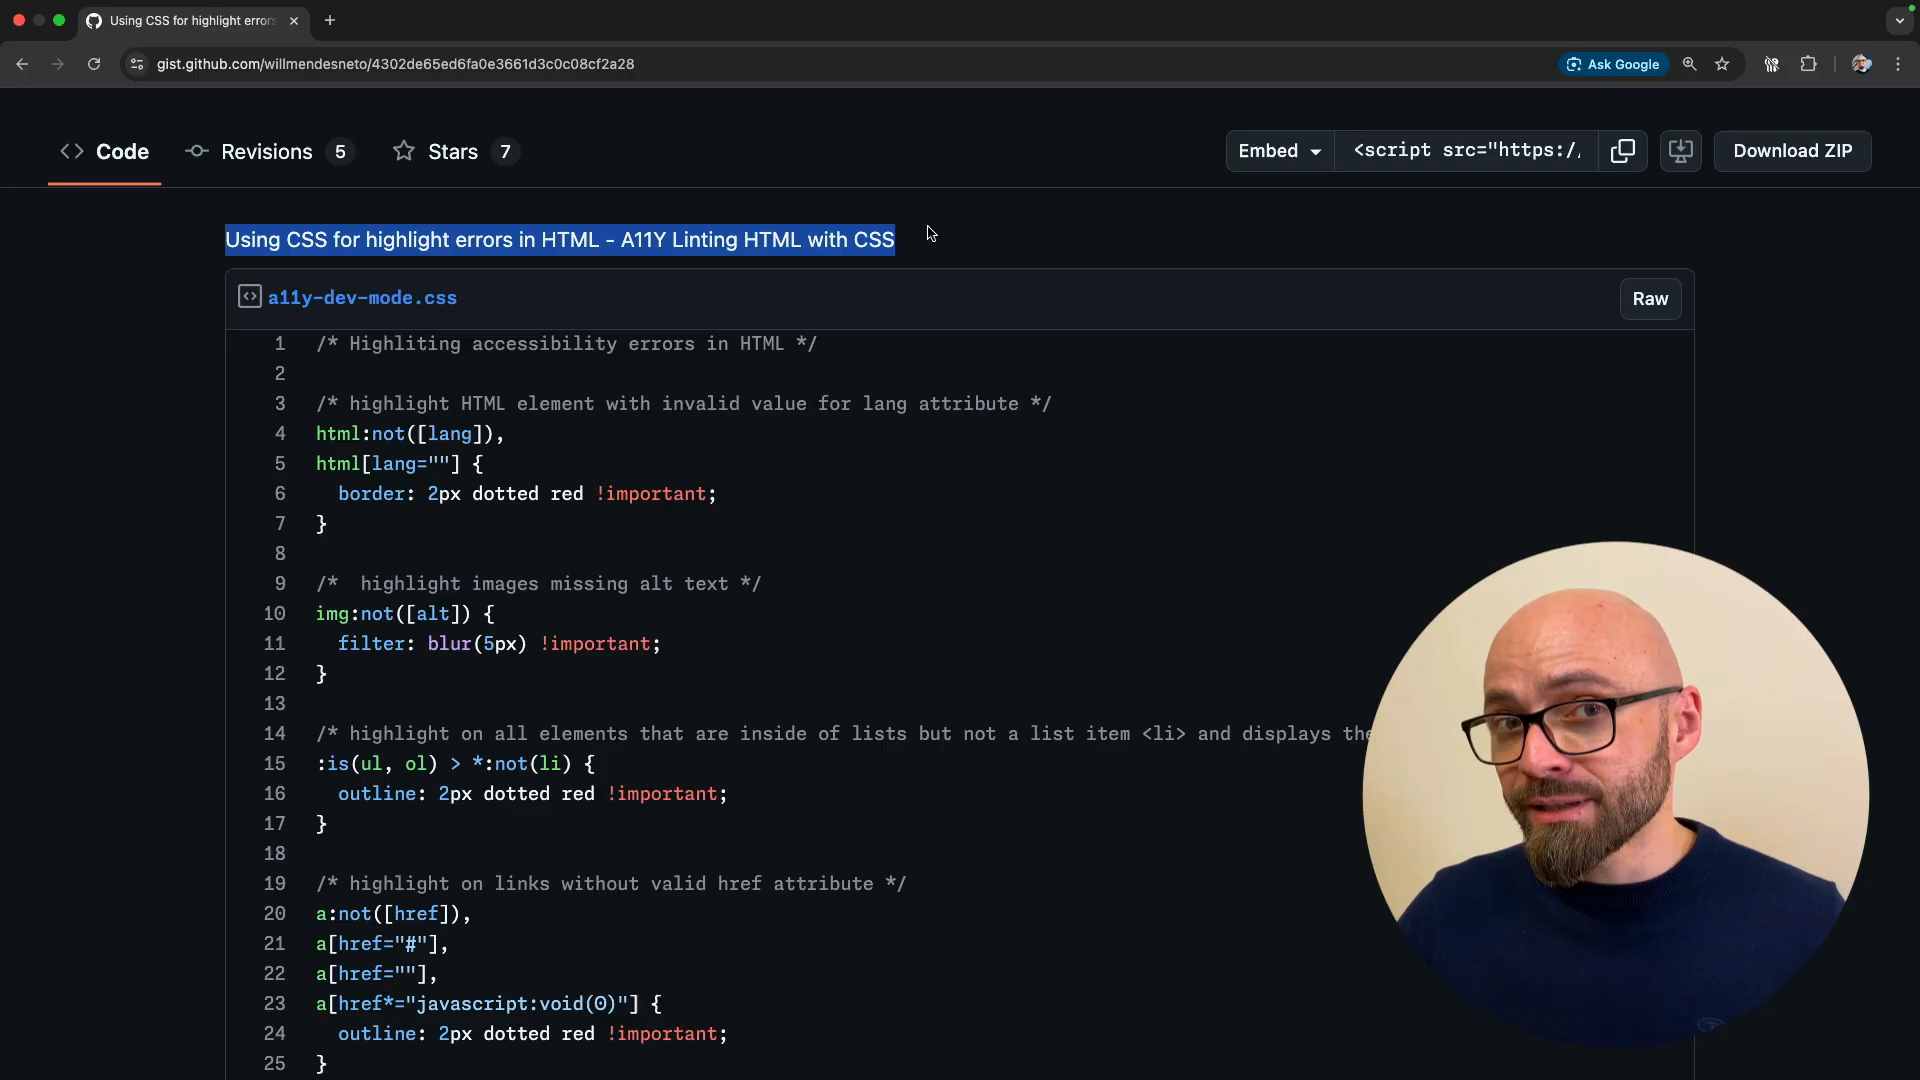 Using CSS for highlight errors
gist.github.com/willmendesneto/4302de65ed6fa0e3661d3c0c08cf2a28
Ask Google
Code
Revisions 5
Stars 7
Embed
<script src="https:/
Download ZIP
Using CSS for highlight errors in HTML - A11Y Linting HTML with CSS
a11y-dev-mode.css
Raw
1 /* Highliting accessibility errors in HTML */
2
3 /* highlight HTML element with invalid value for lang attribute */
4 html:not([lang]),
5 html[lang=""] {
6 border: 2px dotted red !important;
7 }
8
9 /*  highlight images missing alt text */
10 img:not([alt]) {
11 filter: blur(5px) !important;
12 }
13
14 /* highlight on all elements that are inside of lists but not a list item <li> and displays the
15 :is(ul, ol) > *:not(li) {
16 outline: 2px dotted red !important;
17 }
18
19 /* highlight on links without valid href attribute */
20 a:not([href]),
21 a[href="#"],
22 a[href=""],
23 a[href*="javascript:void(0)"] {
24 outline: 2px dotted red !important;
25 }